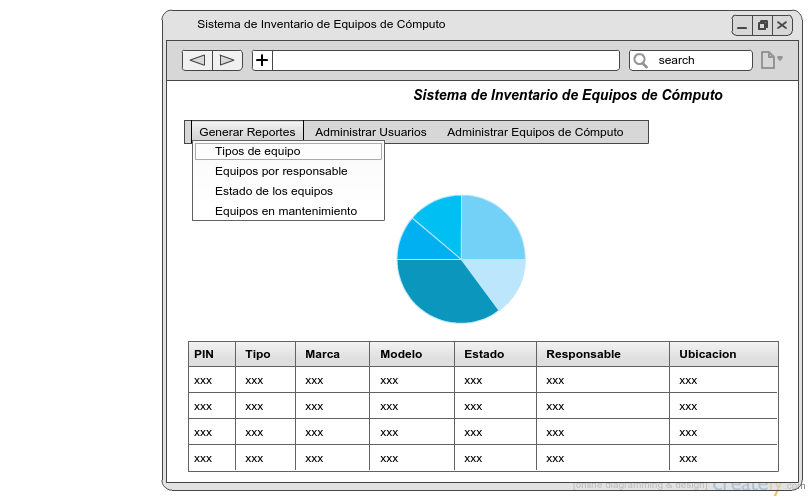 Sistema de Inventario de Equipos de Cómputo
search
Sistema de Inventario de Equipos de Cómputo
Generar Reportes Administrar Usuarios Administrar Equipos de Cómputo
Tipos de equipo
Equipos por responsable
Estado de los equipos
Equipos en mantenimiento
PIN Tipo Marca Modelo Estado Responsable Ubicacion
xxx xxx xxx xxx xxx xxx xxx
xxx xxx xxx xxx xxx xxx xxx
xxx xxx xxx xxx xxx xxx xxx
xxx xxx xxx xxx xxx xxx xxx
[online diagramming & design] creately.com